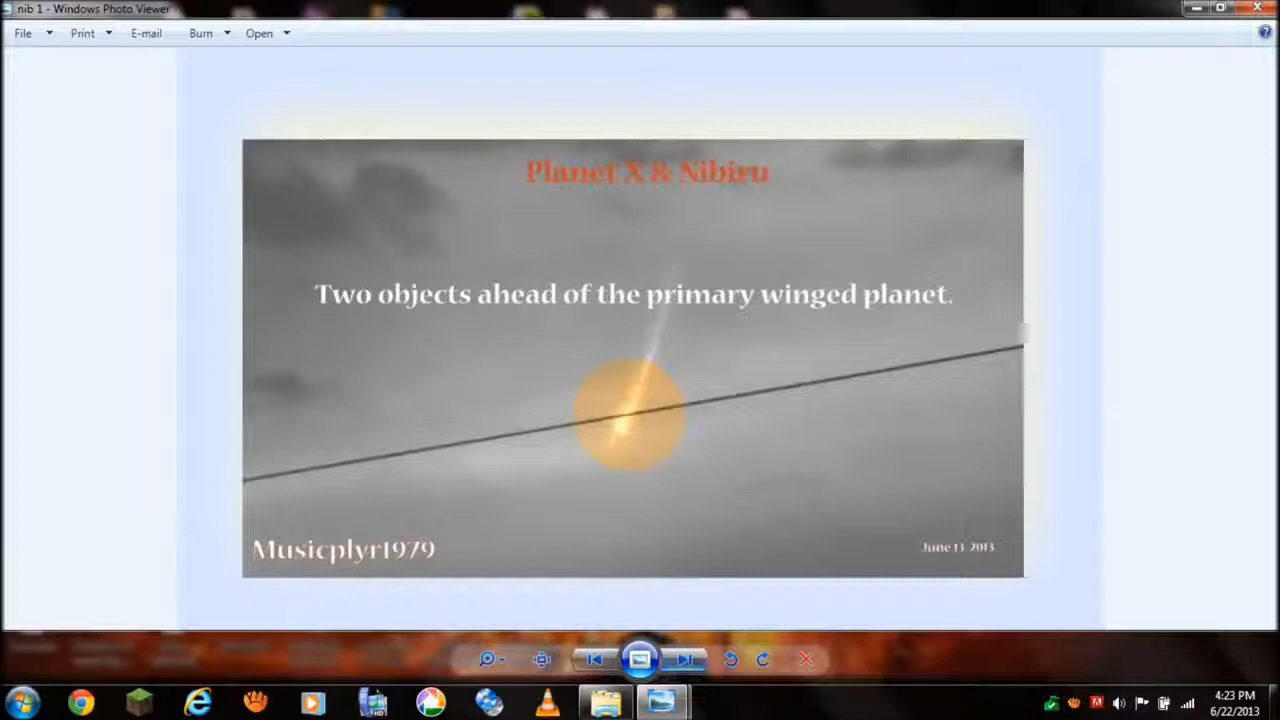 nib 1 - Windows Photo Viewer
File Print E-mail Burn Open
Planet X & Nibiru
Two objects ahead of the primary winged planet.
Musicplyr1979
June 13 2013
HD
4:23 PM
6/22/2013